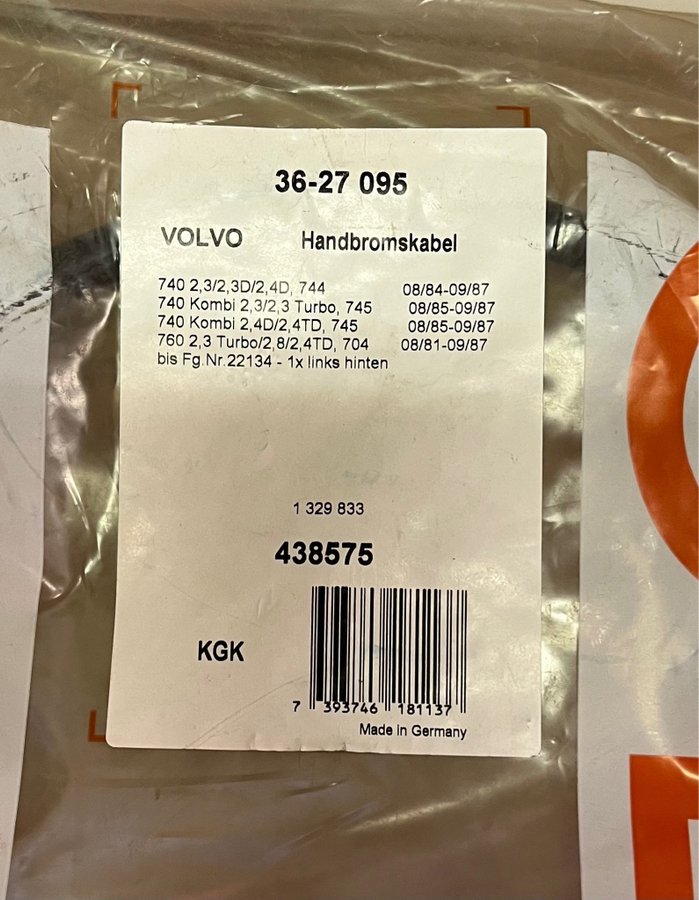 36-27 095
VOLVO Handbromskabel
740 2,3/2,3D/2,4D, 744 08/84-09/87
740 Kombi 2,3/2,3 Turbo, 745 08/85-09/87
740 Kombi 2,4D/2,4TD, 745 08/85-09/87
760 2,3 Turbo/2,8/2,4TD, 704 08/81-09/87
bis Fg.Nr.22134 - 1x links hinten
1 329 833
438575
KGK
7 393746 181137
Made in Germany